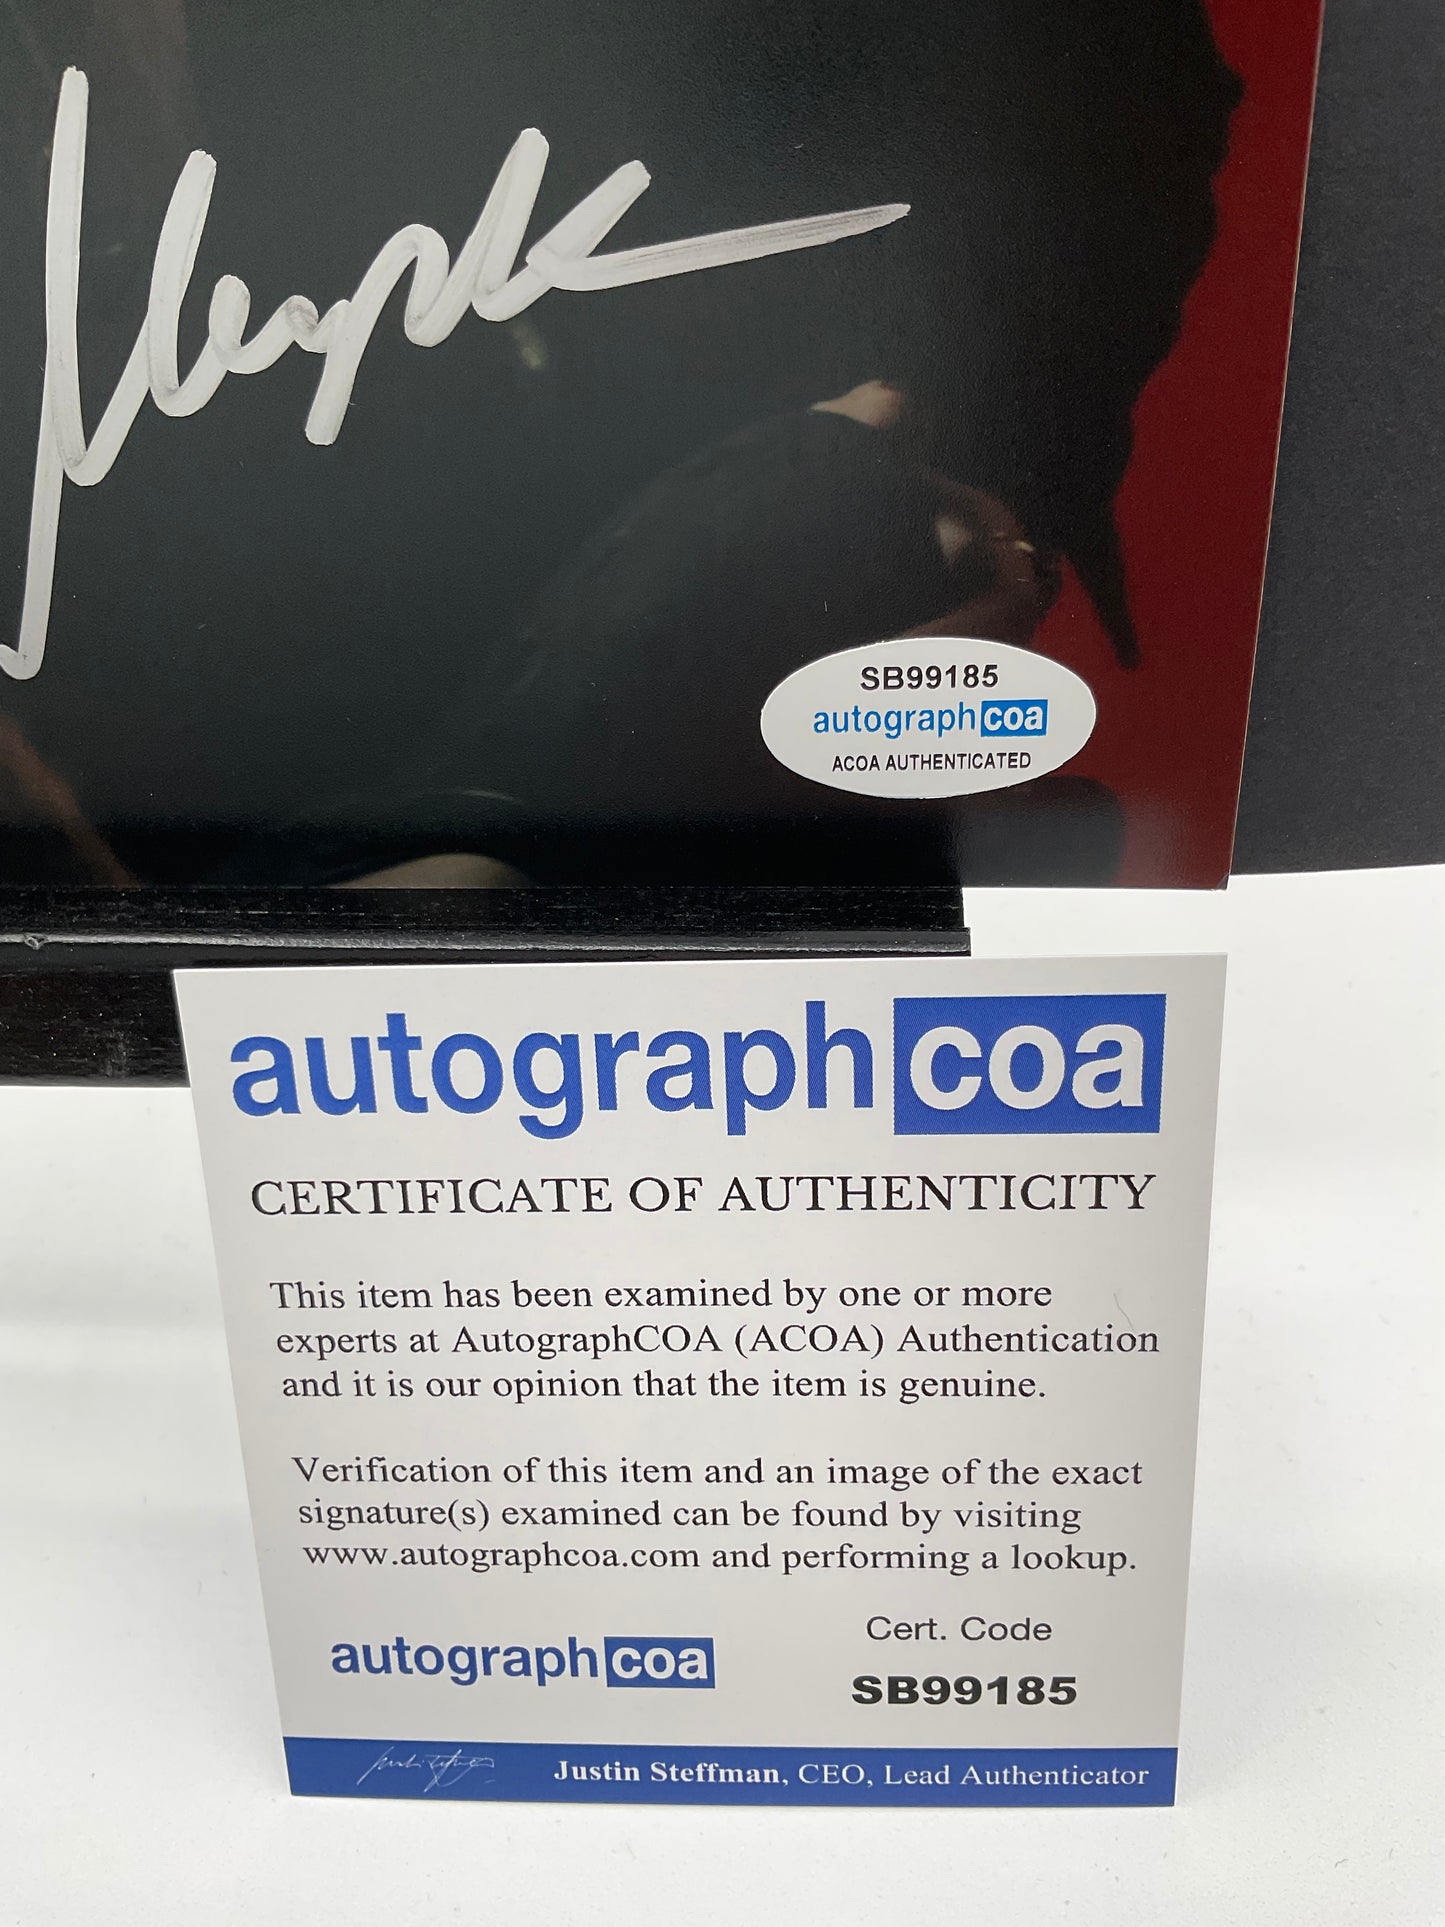 SB99185
autographcoa
ACOA AUTHENTICATED
autographcoa
CERTIFICATE OF AUTHENTICITY
This item has been examined by one or more
experts at AutographCOA (ACOA) Authentication
and it is our opinion that the item is genuine.
Verification of this item and an image of the exact
signature(s) examined can be found by visiting
www.autographcoa.com and performing a lookup.
Cert. Code
autographcoa
SB99185
Justin Steffman, CEO, Lead Authenticator